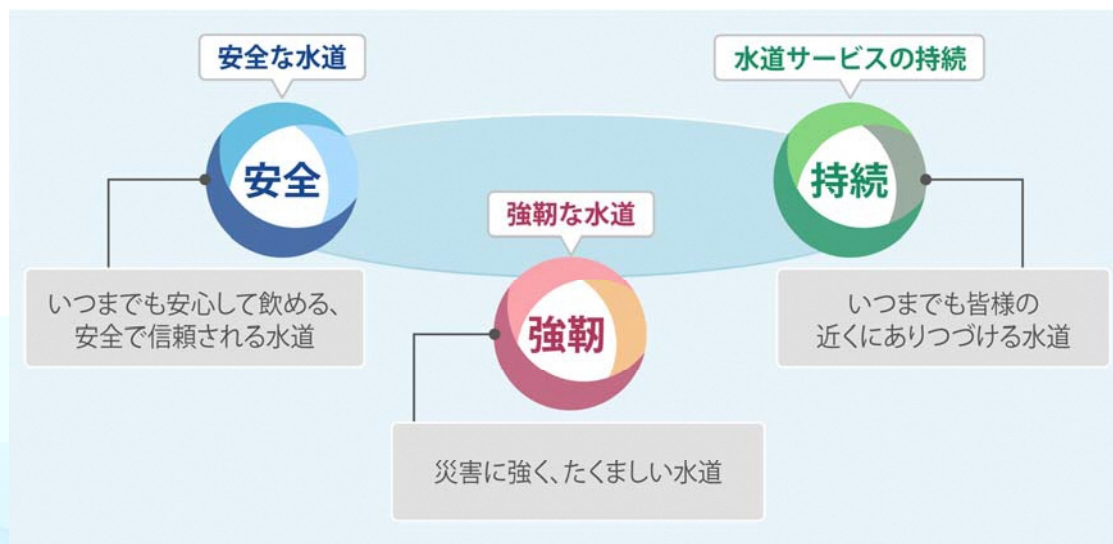 安全な水道
安全
いつまでも安心して飲める、
安全で信頼される水道
強靭な水道
強靭
災害に強く、たくましい水道
水道サービスの持続
持続
いつまでも皆様の
近くにありつづける水道